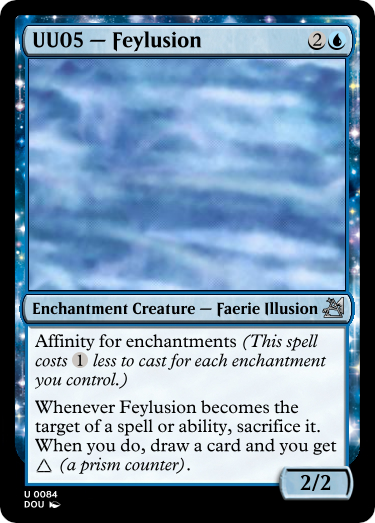 UU05 — Feylusion 2
Enchantment Creature — Faerie Illusion
Affinity for enchantments (This spell
costs 1 less to cast for each enchantment
you control.)
Whenever Feylusion becomes the
target of a spell or ability, sacrifice it.
When you do, draw a card and you get
△ (a prism counter).
2/2
U 0084
DOU